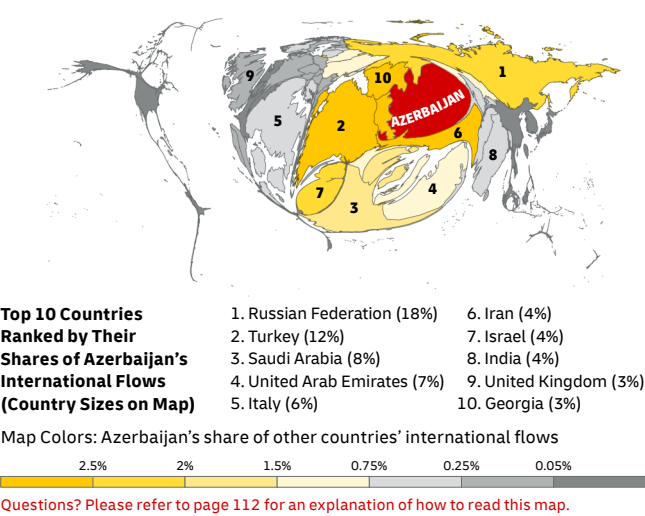 9
10
1
5
2
AZERBAIJAN
6
8
7
3
4
Top 10 Countries
Ranked by Their
Shares of Azerbaijan's
International Flows
(Country Sizes on Map)
1. Russian Federation (18%)
2. Turkey (12%)
3. Saudi Arabia (8%)
4. United Arab Emirates (7%)
5. Italy (6%)
6. Iran (4%)
7. Israel (4%)
8. India (4%)
9. United Kingdom (3%)
10. Georgia (3%)
Map Colors: Azerbaijan's share of other countries' international flows
2.5% 2% 1.5% 0.75% 0.25% 0.05%
Questions? Please refer to page 112 for an explanation of how to read this map.